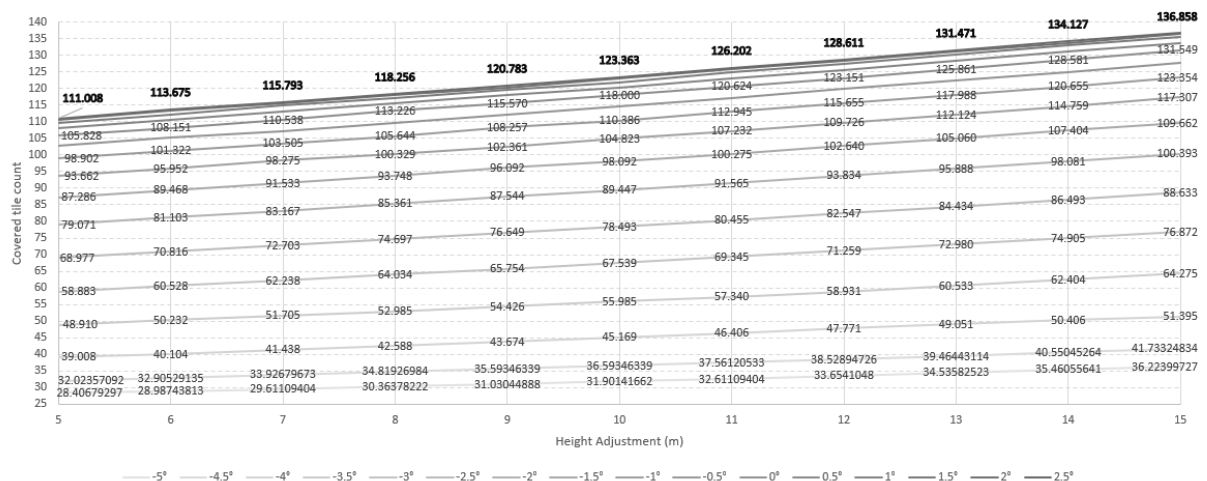 140
135
130
125
120
115
110
105
100
95
90
85
80
75
70
65
60
55
50
45
40
35
30
25
Covered tile count
111.008 113.675 115.793 118.256 120.783 123.363 126.202 128.611 131.471 134.127 136.858
105.828 108.151 110.538 113.226 115.570 118.000 120.624 123.151 125.861 128.581 131.549
98.902 101.322 103.505 105.644 108.257 110.386 112.945 115.655 117.988 120.655 123.354
93.662 95.952 98.275 100.329 102.361 104.823 107.232 109.726 112.124 114.759 117.307
87.286 89.468 91.533 93.748 96.092 98.092 100.275 102.640 105.060 107.404 109.662
79.071 81.103 83.167 85.361 87.544 89.447 91.565 93.834 95.888 98.081 100.393
68.977 70.816 72.703 74.697 76.649 78.493 80.455 82.547 84.434 86.493 88.633
58.883 60.528 62.238 64.034 65.754 67.539 69.345 71.259 72.980 74.905 76.872
48.910 50.232 51.705 52.985 54.426 55.985 57.340 58.931 60.533 62.404 64.275
39.008 40.104 41.438 42.588 43.674 45.169 46.406 47.771 49.051 50.406 51.395
32.02357092 32.90529135 33.92679673 34.81926984 35.59346339 36.59346339 37.56120533 38.52894726 39.46443114 40.55045264 41.73324834
28.40679297 28.98743813 29.61109404 30.36378222 31.03044888 31.90141662 32.61109404 33.6541048 34.53582523 35.46055641 36.22399727
5 6 7 8 9 10 11 12 13 14 15
Height Adjustment (m)
-5° -4.5° -4° -3.5° -3° -2.5° -2° -1.5° -1° -0.5° 0° 0.5° 1° 1.5° 2° 2.5°